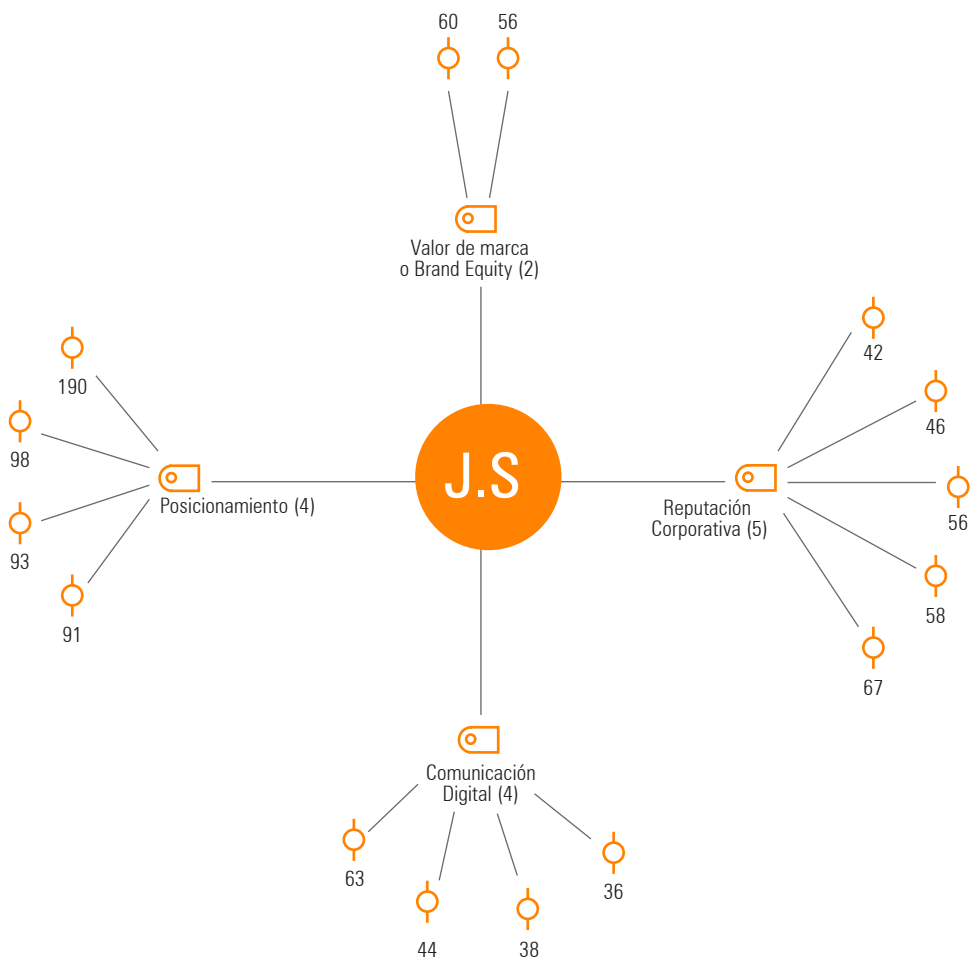 60
56
Valor de marca
o Brand Equity (2)
190
98
93
91
Posicionamiento (4)
J.S
42
46
56
58
67
Reputación
Corporativa (5)
Comunicación
Digital (4)
63
44
38
36